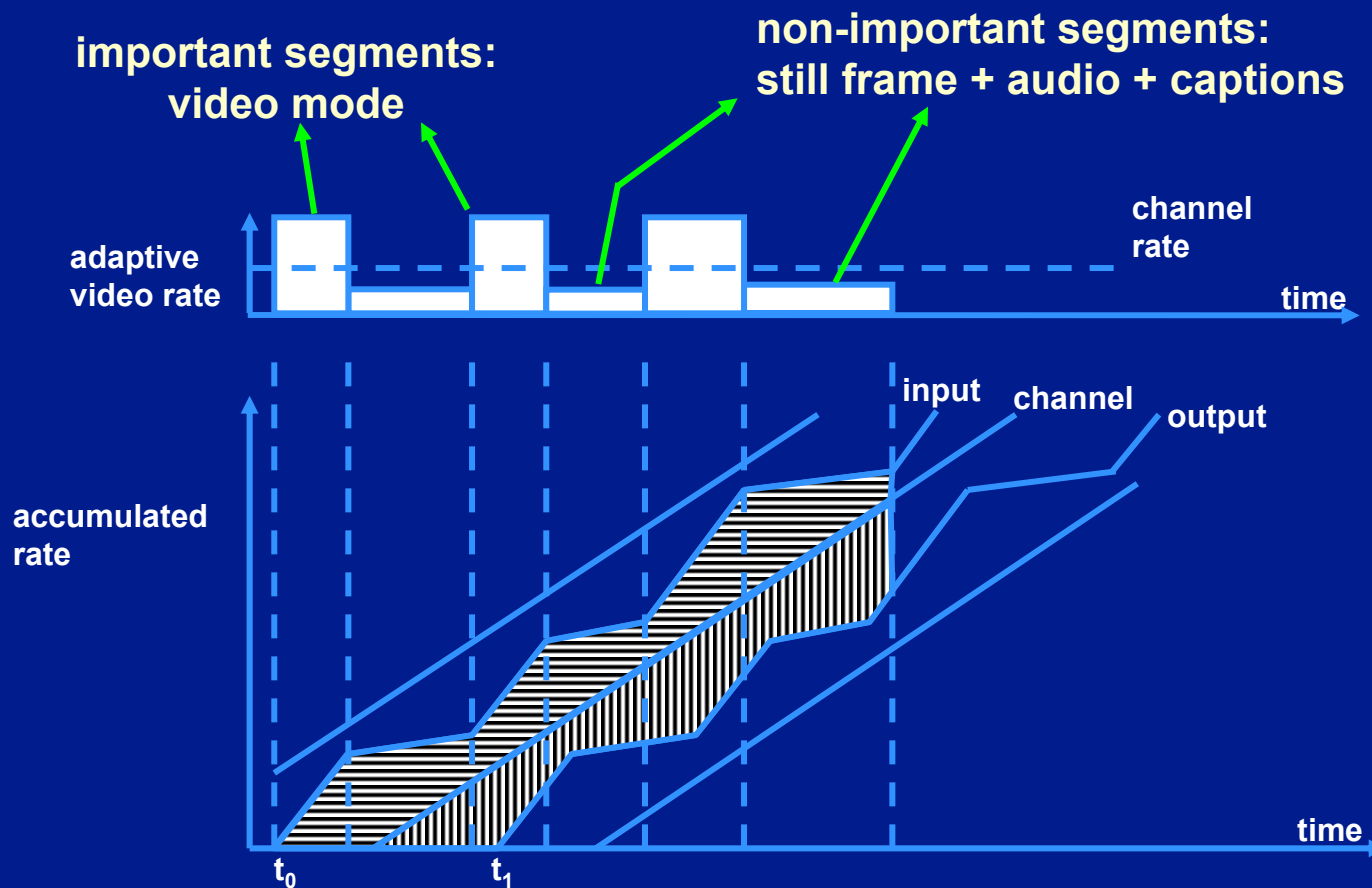 important segments:
video mode
non-important segments:
still frame + audio + captions
adaptive
video rate
channel
rate
time
input
channel
output
accumulated
rate
time
t₀
t₁